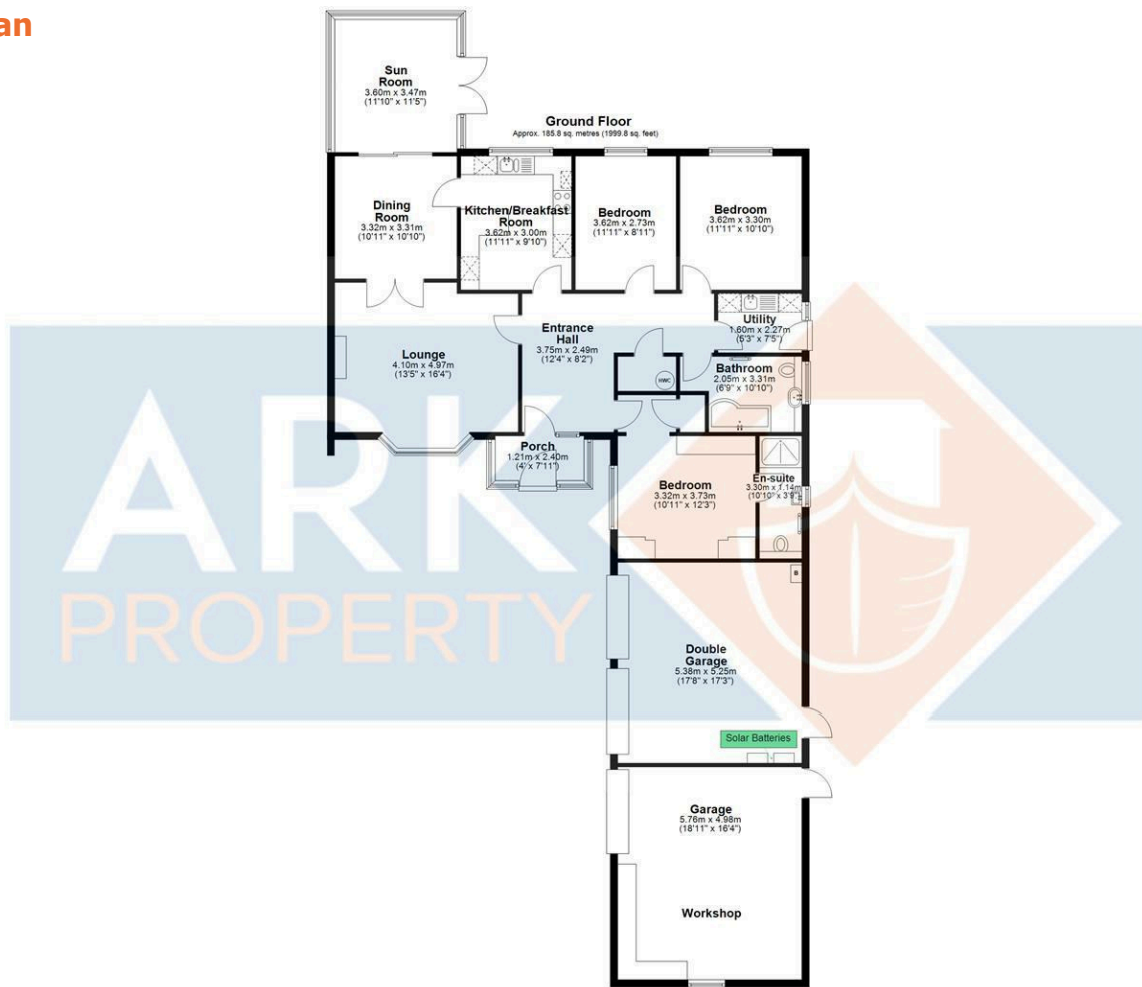 an
Sun
Room
3.60m x 3.47m
(11'10" x 11'5")
Ground Floor
Approx. 185.8 sq. metres (1999.8 sq. feet)
Dining
Room
3.32m x 3.31m
(10'11" x 10'10")
Kitchen/Breakfast
Room
3.62m x 3.00m
(11'11" x 9'10")
Bedroom
3.62m x 2.73m
(11'11" x 8'11")
Bedroom
3.62m x 3.30m
(11'11" x 10'10")
Lounge
4.10m x 4.97m
(13'5" x 16'4")
Entrance
Hall
3.75m x 2.49m
(12'4" x 8'2")
Utility
1.60m x 2.27m
(5'3" x 7'5")
HWC
Bathroom
2.05m x 3.31m
(6'9" x 10'10")
Porch
1.21m x 2.40m
(4' x 7'11")
Bedroom
3.32m x 3.73m
(10'11" x 12'3")
En-suite
3.30m x 1.14m
(10'10" x 3'9")
ARK
PROPERTY
Double
Garage
5.38m x 5.25m
(17'8" x 17'3")
Solar Batteries
Garage
5.76m x 4.98m
(18'11" x 16'4")
Workshop